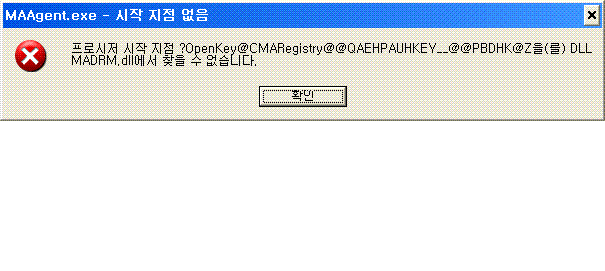 MAAgent.exe - 시작 지점 없음
프로시저 시작 지점 ?OpenKey@CMARegistry@@QAEHPAUHKEY__@@PBDHK@Z을(를) DLL
MADRM.dll에서 찾을 수 없습니다.
확인